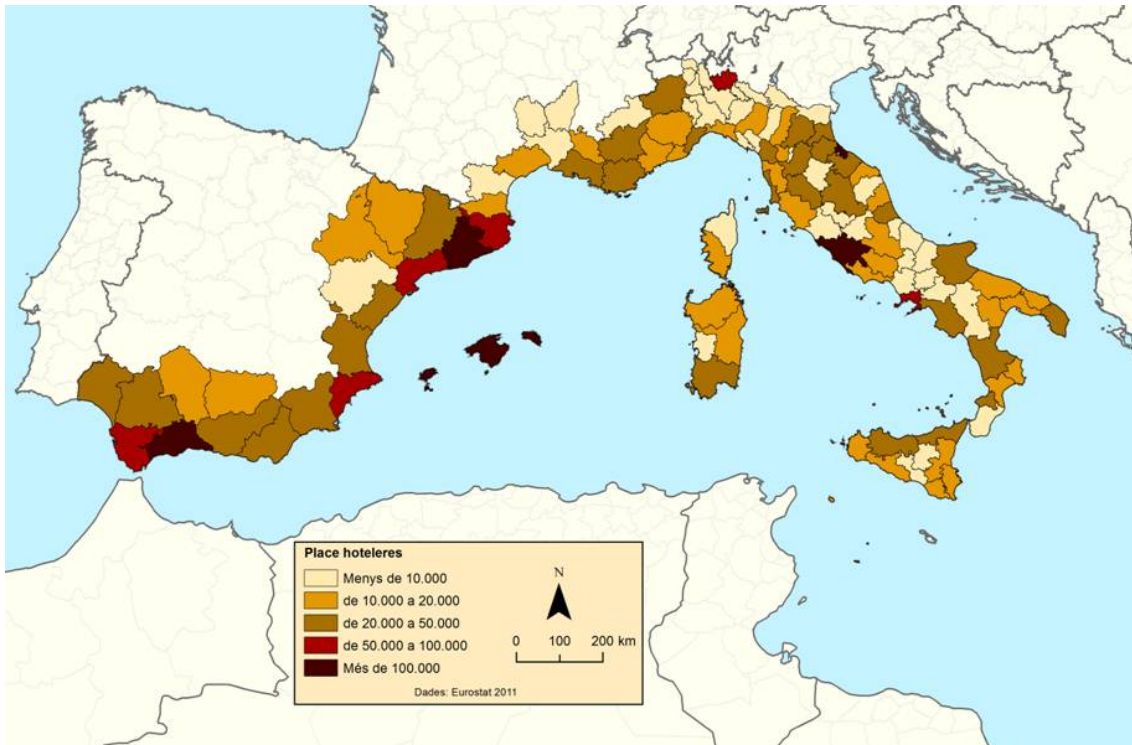 Place hoteleres
Menys de 10.000
de 10.000 a 20.000
de 20.000 a 50.000
de 50.000 a 100.000
Més de 100.000
N
0 100 200 km
Dades: Eurostat 2011